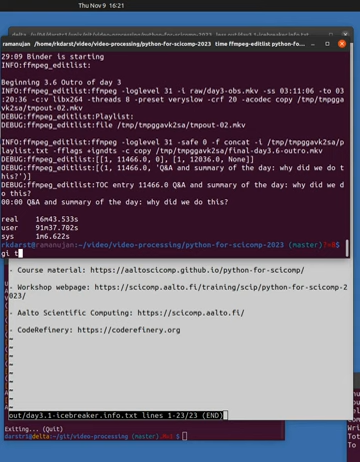 Thu Nov 9  16:21
ramanujan:  /home/rkdarst/video/video-processing/python-for-scicomp-2023  time ffmpeg-editlist python-fo…
29:09 Binder is starting
INFO:ffmpeg_editlist:
Beginning 3.6 Outro of day 3
INFO:ffmpeg_editlist:ffmpeg -loglevel 31 -i raw/day3-obs.mkv -ss 03:11:06 -to 03
:20:36 -c:v libx264 -threads 8 -preset veryslow -crf 20 -acodec copy /tmp/tmpgga
vk2sa/tmpout-02.mkv
DEBUG:ffmpeg_editlist:Playlist:
DEBUG:ffmpeg_editlist:file /tmp/tmpggavk2sa/tmpout-02.mkv
INFO:ffmpeg_editlist:ffmpeg -loglevel 31 -safe 0 -f concat -i /tmp/tmpggavk2sa/p
laylist.txt -fflags +igndts -c copy /tmp/tmpggavk2sa/final-day3.6-outro.mkv
DEBUG:ffmpeg_editlist:[[1, 11466.0, 0], [1, 12036.0, None]]
DEBUG:ffmpeg_editlist:[(1, 11466.0, 'Q&A and summary of the day: why did we do t
his?')]
DEBUG:ffmpeg_editlist:TOC entry 11466.0 Q&A and summary of the day: why did we d
o this?
00:00 Q&A and summary of the day: why did we do this?
real    16m43.533s
user    91m37.702s
sys     1m6.622s
rkdarst@ramanujan:~/video/video-processing/python-for-scicomp-2023 (master)
gi t
- Course material: https://aaltoscicomp.github.io/python-for-scicomp/
- Workshop webpage: https://scicomp.aalto.fi/training/scip/python-for-scicomp-2
023/
- Aalto Scientific Computing: https://scicomp.aalto.fi/
- CodeRefinery: https://coderefinery.org
~
~
~
~
~
~
out/day3.1-icebreaker.info.txt lines 1-23/23 (END)
Exiting... (Quit)
darst1@delta:~/git/video-processing (master) $
Wri
Tot
To